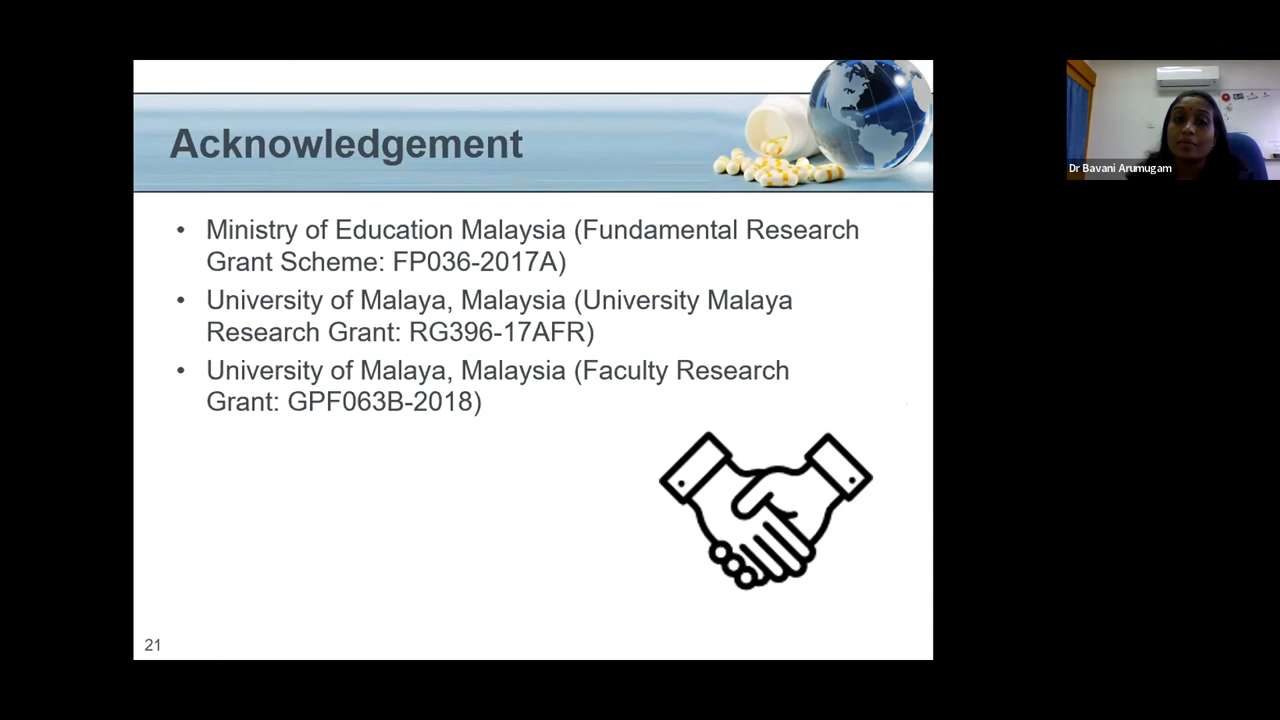 Acknowledgement
• Ministry of Education Malaysia (Fundamental Research
Grant Scheme: FP036-2017A)
• University of Malaya, Malaysia (University Malaya
Research Grant: RG396-17AFR)
• University of Malaya, Malaysia (Faculty Research
Grant: GPF063B-2018)
21
Dr Bavani Arumugam